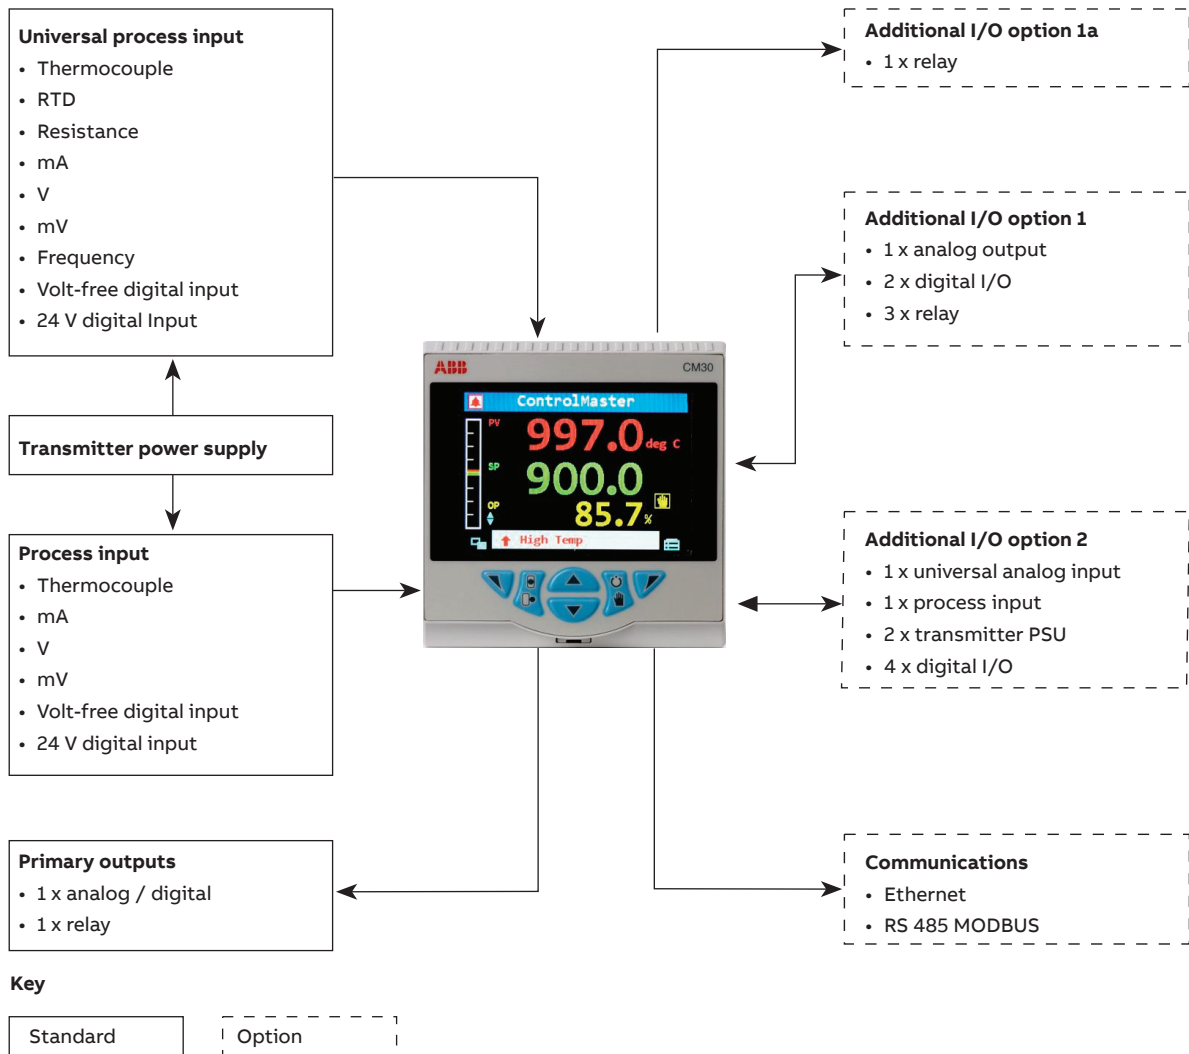 Universal process input
• Thermocouple
• RTD
• Resistance
• mA
• V
• mV
• Frequency
• Volt-free digital input
• 24 V digital Input
Transmitter power supply
Process input
• Thermocouple
• mA
• V
• mV
• Volt-free digital input
• 24 V digital input
Primary outputs
• 1 x analog / digital
• 1 x relay
ABB
CM30
ControlMaster
PV
997.0 deg C
SP
900.0
OP
85.7 %
High Temp
Additional I/O option 1a
• 1 x relay
Additional I/O option 1
• 1 x analog output
• 2 x digital I/O
• 3 x relay
Additional I/O option 2
• 1 x universal analog input
• 1 x process input
• 2 x transmitter PSU
• 4 x digital I/O
Communications
• Ethernet
• RS 485 MODBUS
Key
Standard
Option